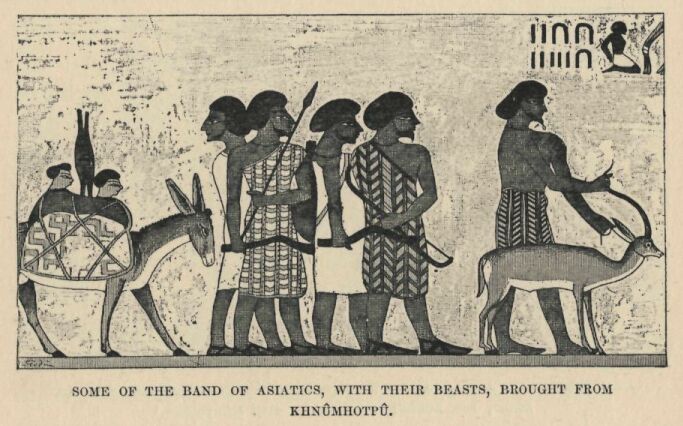 SOME OF THE BAND OF ASIATICS, WITH THEIR BEASTS, BROUGHT FROM
KHNÛMHOTPÛ.